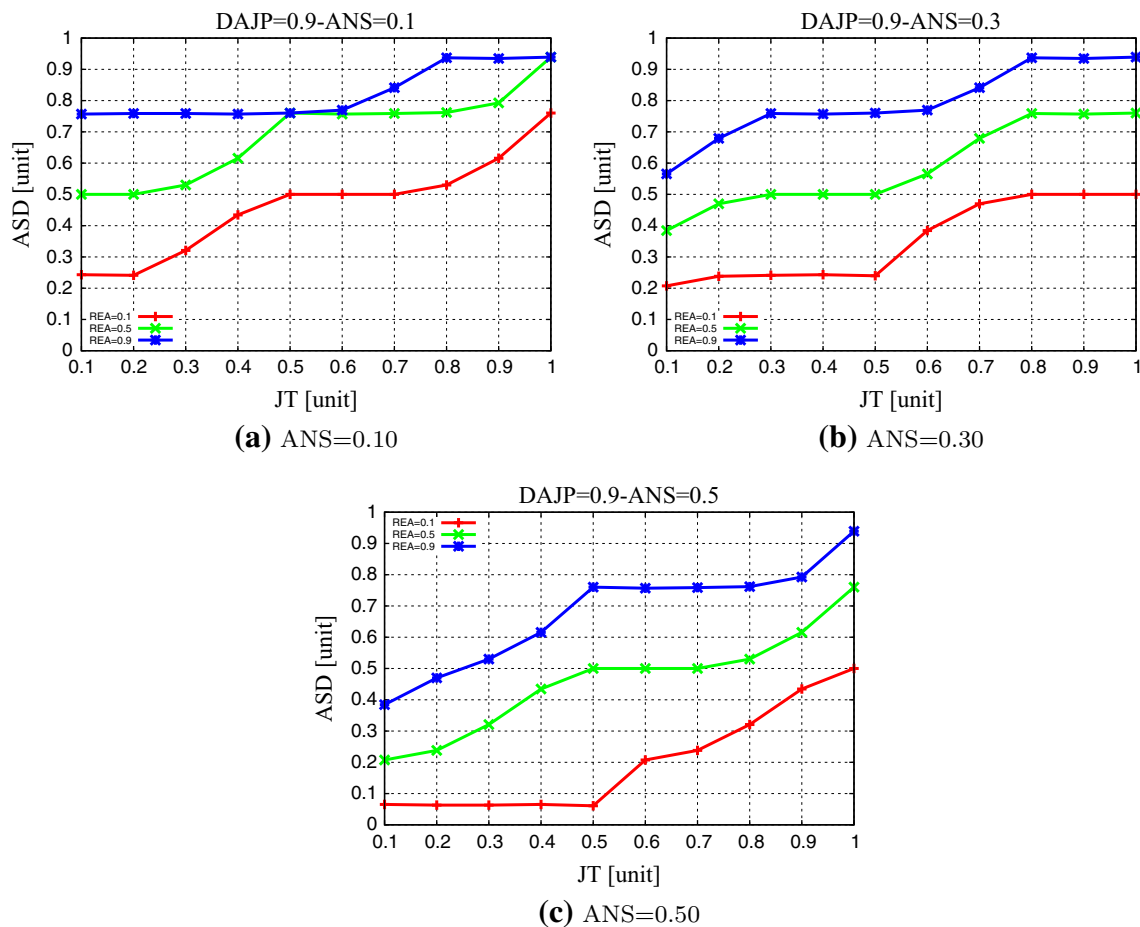 DAJP=0.9-ANS=0.1
ASD [unit]
1
0.9
0.8
0.7
0.6
0.5
0.4
0.3
0.2
0.1
0
REA=0.1
REA=0.5
REA=0.9
0.1 0.2 0.3 0.4 0.5 0.6 0.7 0.8 0.9 1
JT [unit]
(a) ANS=0.10
DAJP=0.9-ANS=0.3
ASD [unit]
1
0.9
0.8
0.7
0.6
0.5
0.4
0.3
0.2
0.1
0
REA=0.1
REA=0.5
REA=0.9
0.1 0.2 0.3 0.4 0.5 0.6 0.7 0.8 0.9 1
JT [unit]
(b) ANS=0.30
DAJP=0.9-ANS=0.5
ASD [unit]
1
0.9
0.8
0.7
0.6
0.5
0.4
0.3
0.2
0.1
0
REA=0.1
REA=0.5
REA=0.9
0.1 0.2 0.3 0.4 0.5 0.6 0.7 0.8 0.9 1
JT [unit]
(c) ANS=0.50